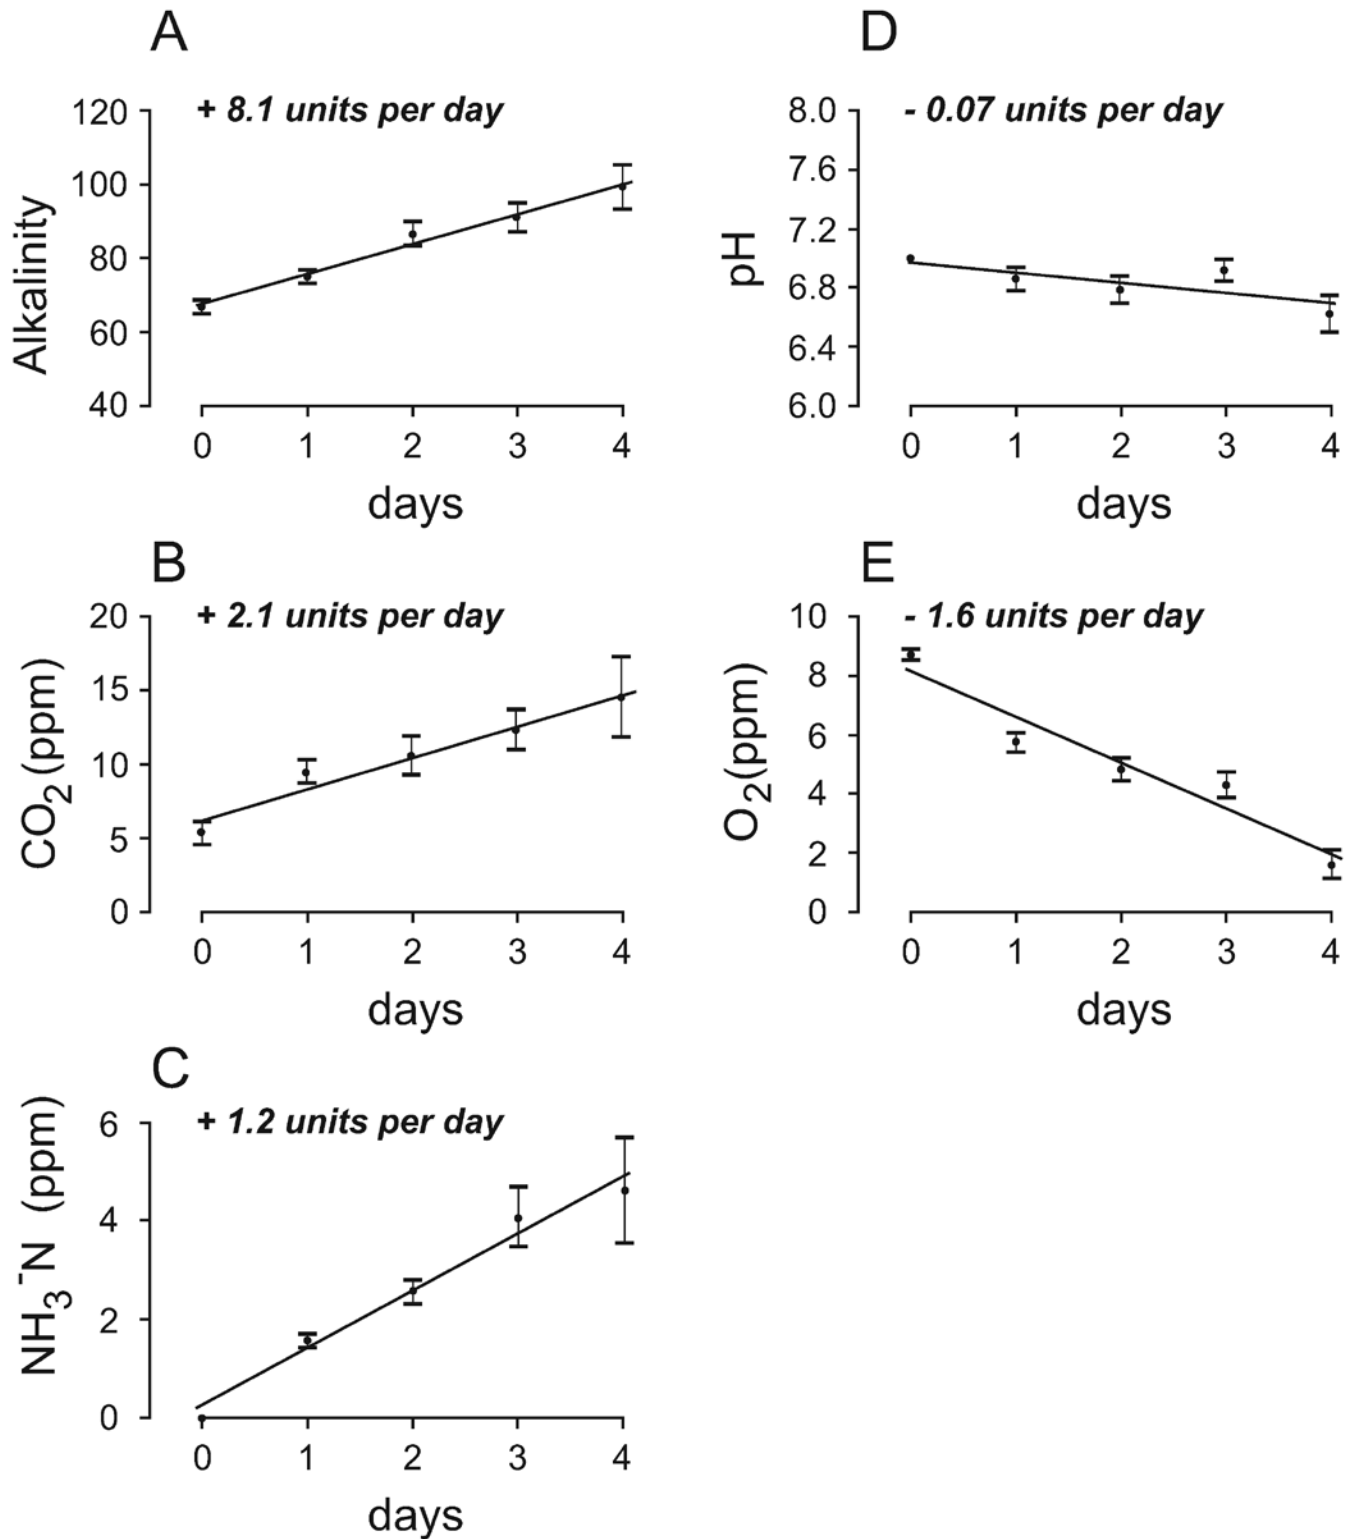 A
+ 8.1 units per day
120
100
80
60
40
Alkalinity
0 1 2 3 4
days
B
+ 2.1 units per day
20
15
10
5
0
CO2(ppm)
0 1 2 3 4
days
C
+ 1.2 units per day
6
4
2
0
NH3-N (ppm)
0 1 2 3 4
days
D
- 0.07 units per day
8.0
7.6
7.2
6.8
6.4
6.0
pH
0 1 2 3 4
days
E
- 1.6 units per day
10
8
6
4
2
0
O2(ppm)
0 1 2 3 4
days